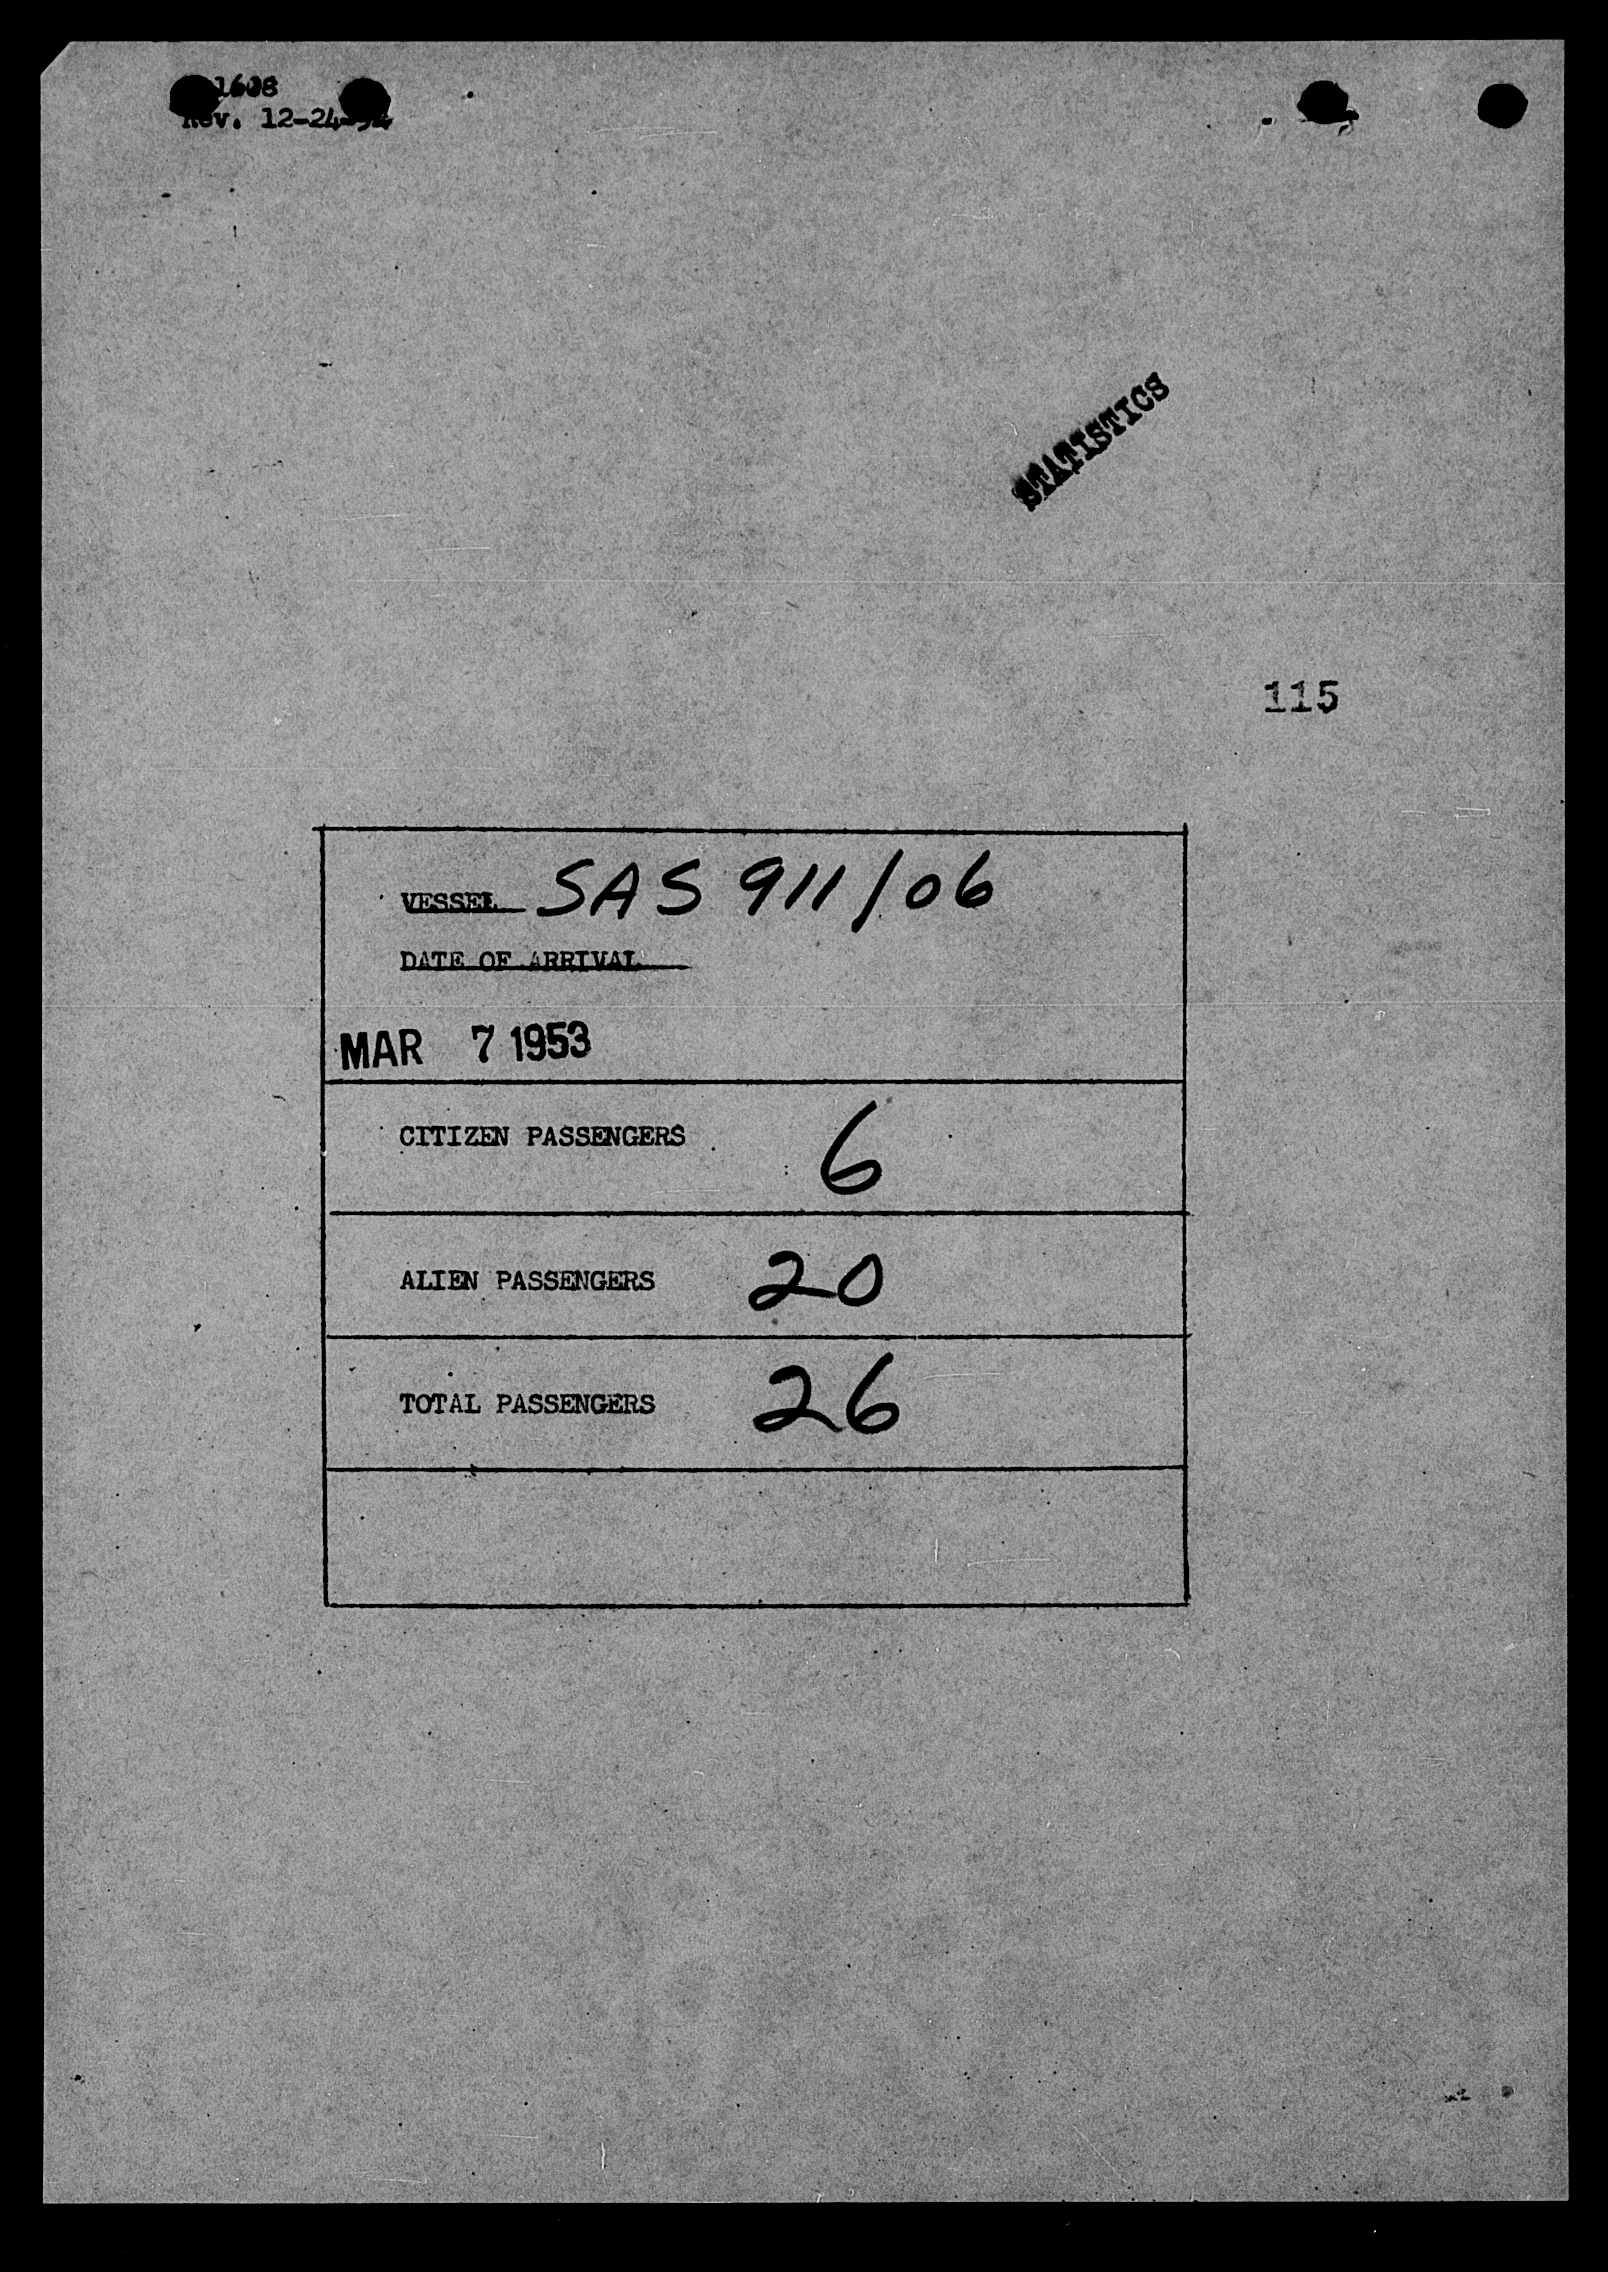 1608
Rev. 12-24-52
STATISTICS
115
VESSEL SAS 911/06
DATE OF ARRIVAL
MAR 7 1953
CITIZEN PASSENGERS 6
ALIEN PASSENGERS 20
TOTAL PASSENGERS 26